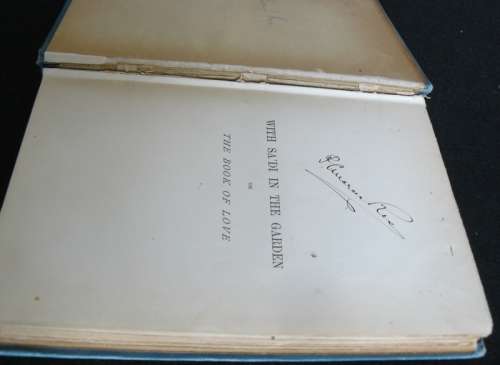 WITH SA'DI IN THE GARDEN
OR
THE BOOK OF LOVE